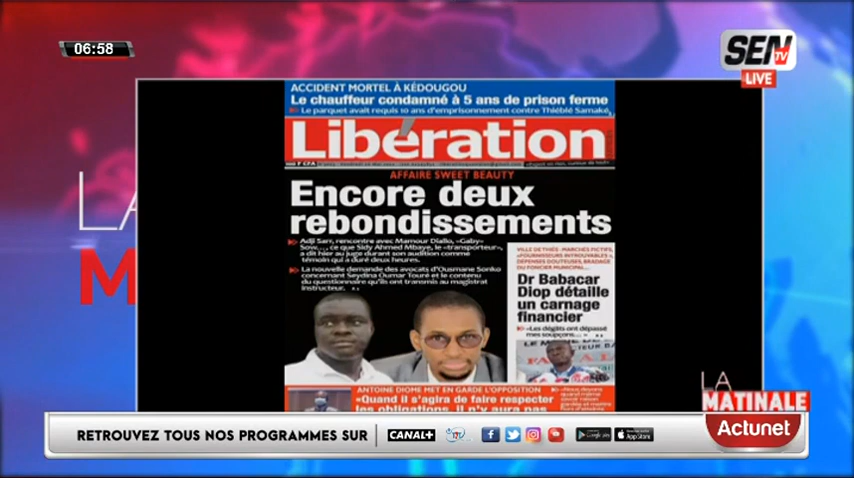 06:58
SEN TV
LIVE
LA
M
ACCIDENT MORTEL À KÉDOUGOU
Le chauffeur condamné à 5 ans de prison ferme
Le parquet avait requis 10 ans d'emprisonnement contre Thiéblé Samaké
Libération
AFFAIRE SWEET BEAUTY
Encore deux
rebondissements
Adji Sarr, rencontre avec Mamour Diallo, «Gaby»
Sow..., ce que Sidy Ahmed Mbaye, le «transporteur», a
a dit hier au juge durant son audition comme
témoin qui a duré deux heures.
La nouvelle demande des avocats d'Ousmane Sonko
concernant Seydina Oumar Touré et le contenu
du questionnaire qu'ils ont transmis au magistrat
instructeur.
VILLE DE THIÈS : MARCHÉS FICTIFS,
«FOURNISSEURS INTROUVABLES»,
DÉPENSES DOUTEUSES, BRADAGE
DU FONCIER MUNICIPAL...
Dr Babacar
Diop détaille
un carnage
financier
«Les dégâts ont dépassé
mes soupçons...»
ANTOINE DIOME MET EN GARDE L'OPPOSITION
«Quand il s'agira de faire respecter
les obligations, il n'y aura pas
LA
MATINALE
Actunet
RETROUVEZ TOUS NOS PROGRAMMES SUR
CANAL+
Google play
App Store